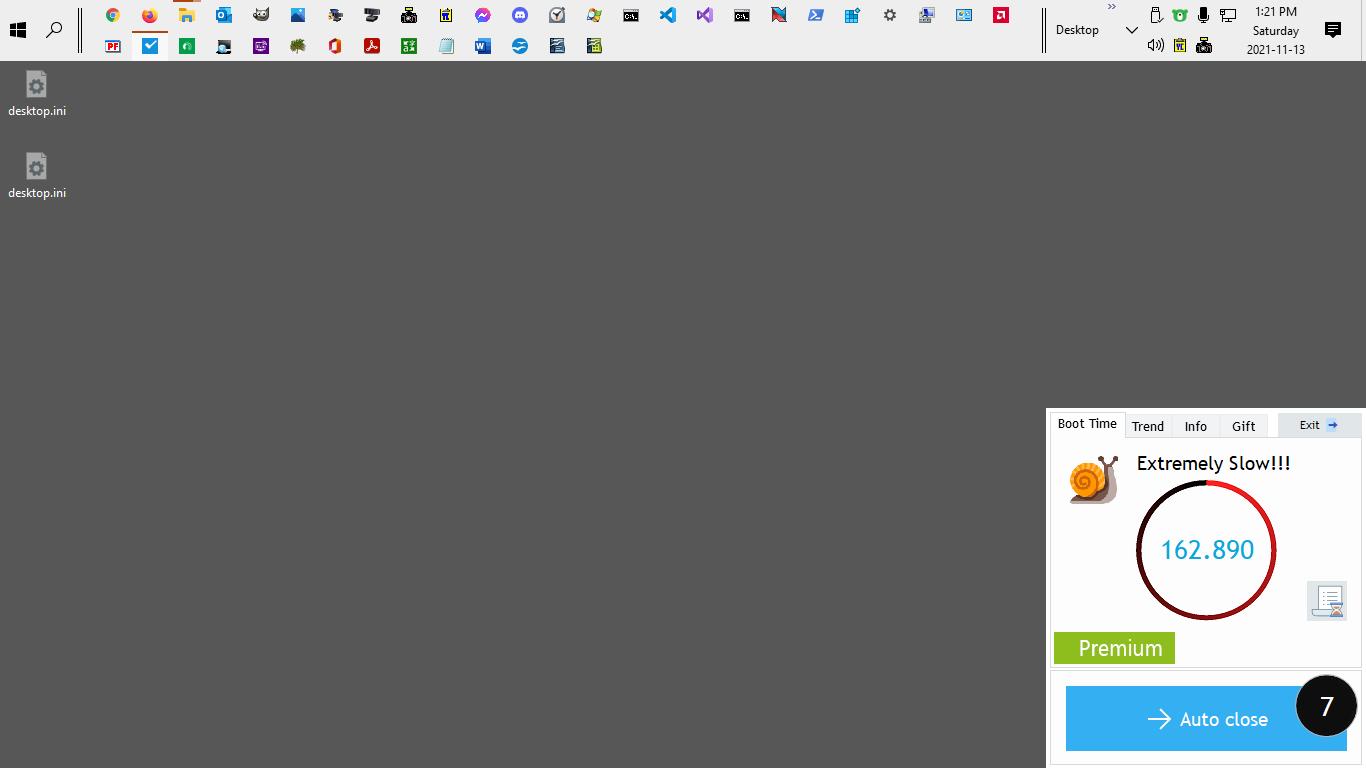 1:21 PM
Desktop
Saturday
2021-11-13
PF
desktop.ini
desktop.ini
Boot Time
Trend
Info
Gift
Exit
Extremely Slow!!!
162.890
Premium
Auto close
7